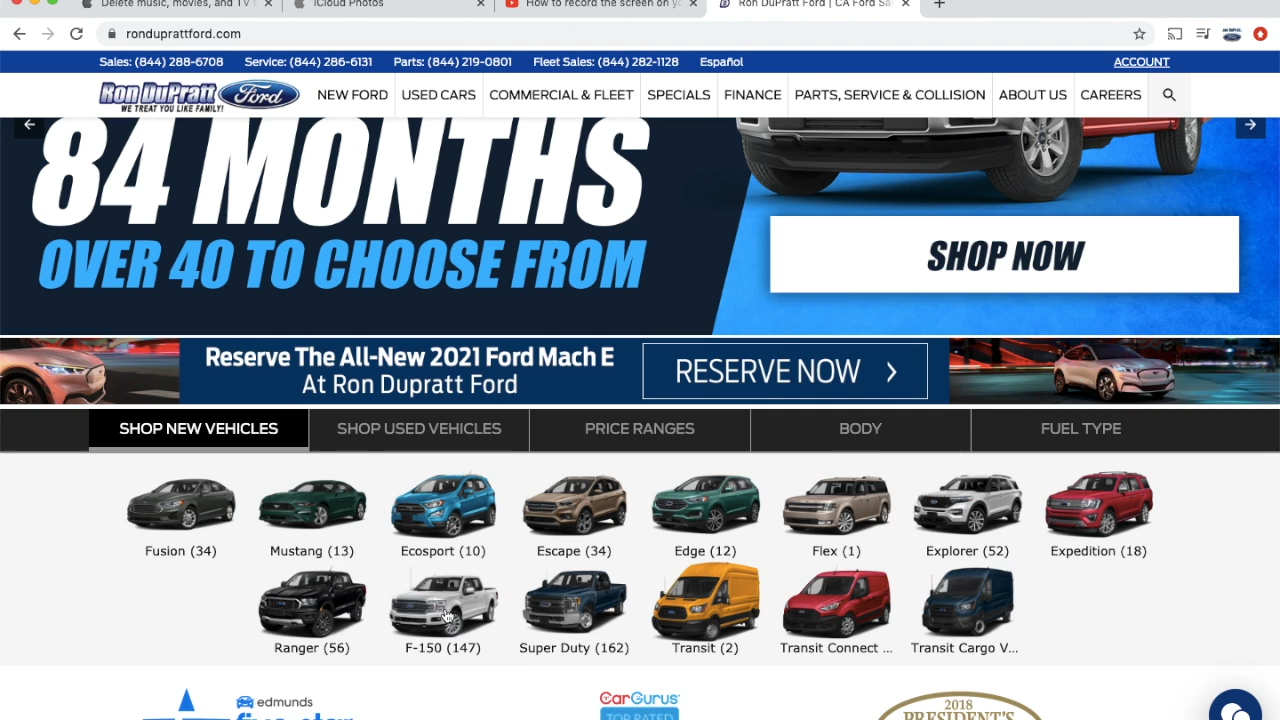 Delete music, movies, and TV
iCloud Photos
How to record the screen on yo
Ron DuPratt Ford | CA Ford Sa
ronduprattford.com
Sales: (844) 288-6708 Service: (844) 286-6131 Parts: (844) 219-0801 Fleet Sales: (844) 282-1128 Español ACCOUNT
Ron DuPratt Ford
WE TREAT YOU LIKE FAMILY!
NEW FORD USED CARS COMMERCIAL & FLEET SPECIALS FINANCE PARTS, SERVICE & COLLISION ABOUT US CAREERS
84 MONTHS
OVER 40 TO CHOOSE FROM
SHOP NOW
Reserve The All-New 2021 Ford Mach E
At Ron Dupratt Ford
RESERVE NOW
SHOP NEW VEHICLES SHOP USED VEHICLES PRICE RANGES BODY FUEL TYPE
Fusion (34) Mustang (13) Ecosport (10) Escape (34) Edge (12) Flex (1) Explorer (52) Expedition (18)
Ranger (56) F-150 (147) Super Duty (162) Transit (2) Transit Connect ... Transit Cargo V...
edmunds
five-star
CarGurus
TOP RATED
2018
PRESIDENT'S